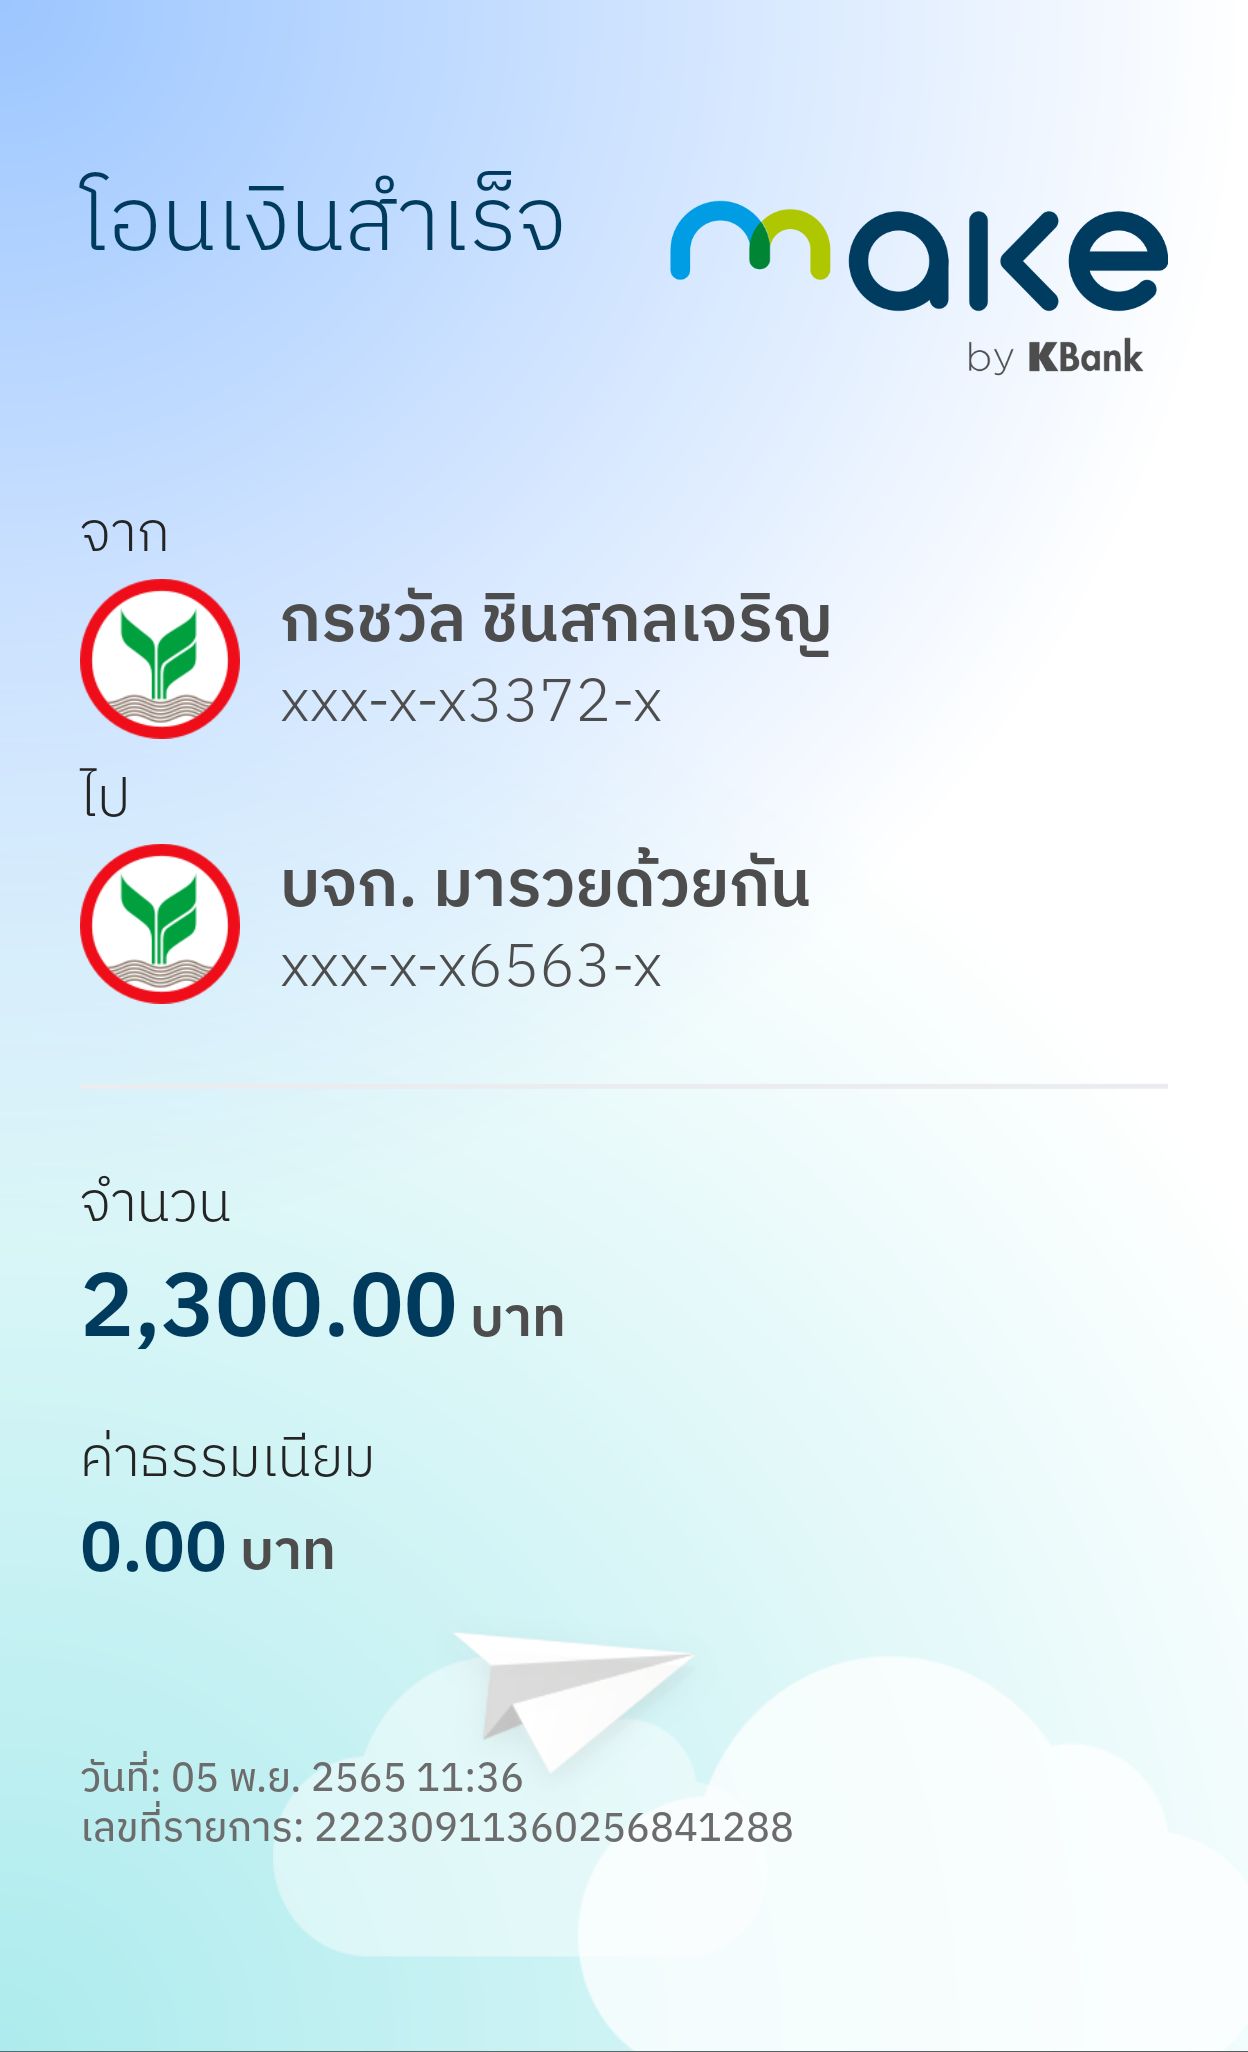 โอนเงินสำเร็จ
make
by KBank
จาก
กรชวัล ชินสกลเจริญ
xxx-x-x3372-x
ไป
บจก. มารวยด้วยกัน
xxx-x-x6563-x
จำนวน
2,300.00 บาท
ค่าธรรมเนียม
0.00 บาท
วันที่: 05 พ.ย. 2565 11:36
เลขที่รายการ: 22230911360256841288